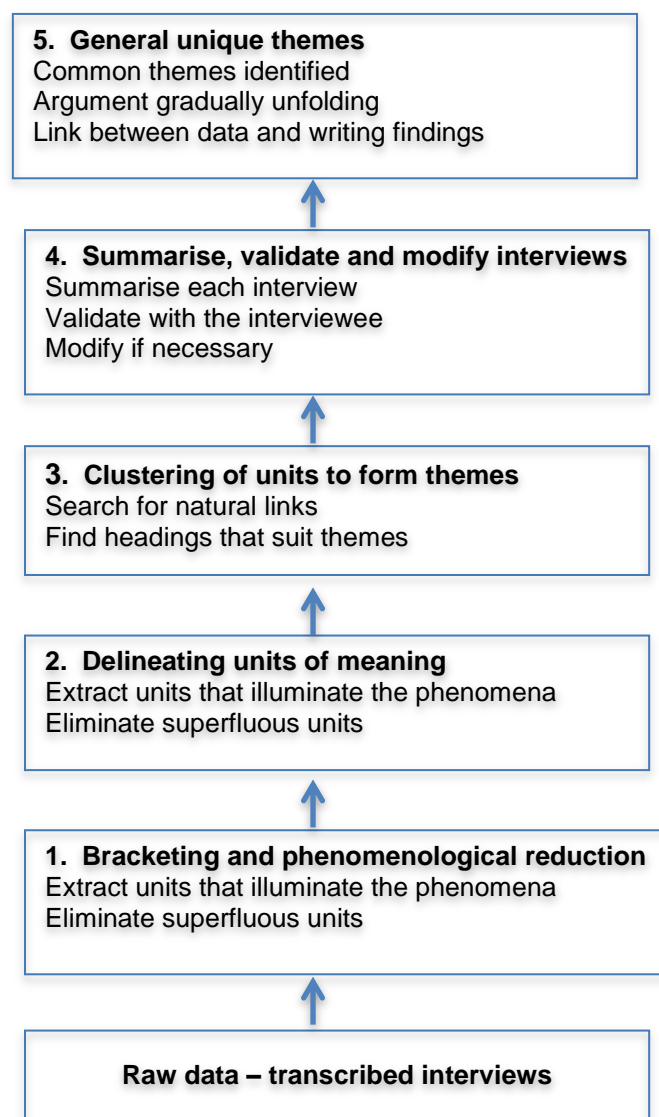 5. General unique themes
Common themes identified
Argument gradually unfolding
Link between data and writing findings
4. Summarise, validate and modify interviews
Summarise each interview
Validate with the interviewee
Modify if necessary
3. Clustering of units to form themes
Search for natural links
Find headings that suit themes
2. Delineating units of meaning
Extract units that illuminate the phenomena
Eliminate superfluous units
1. Bracketing and phenomenological reduction
Extract units that illuminate the phenomena
Eliminate superfluous units
Raw data – transcribed interviews